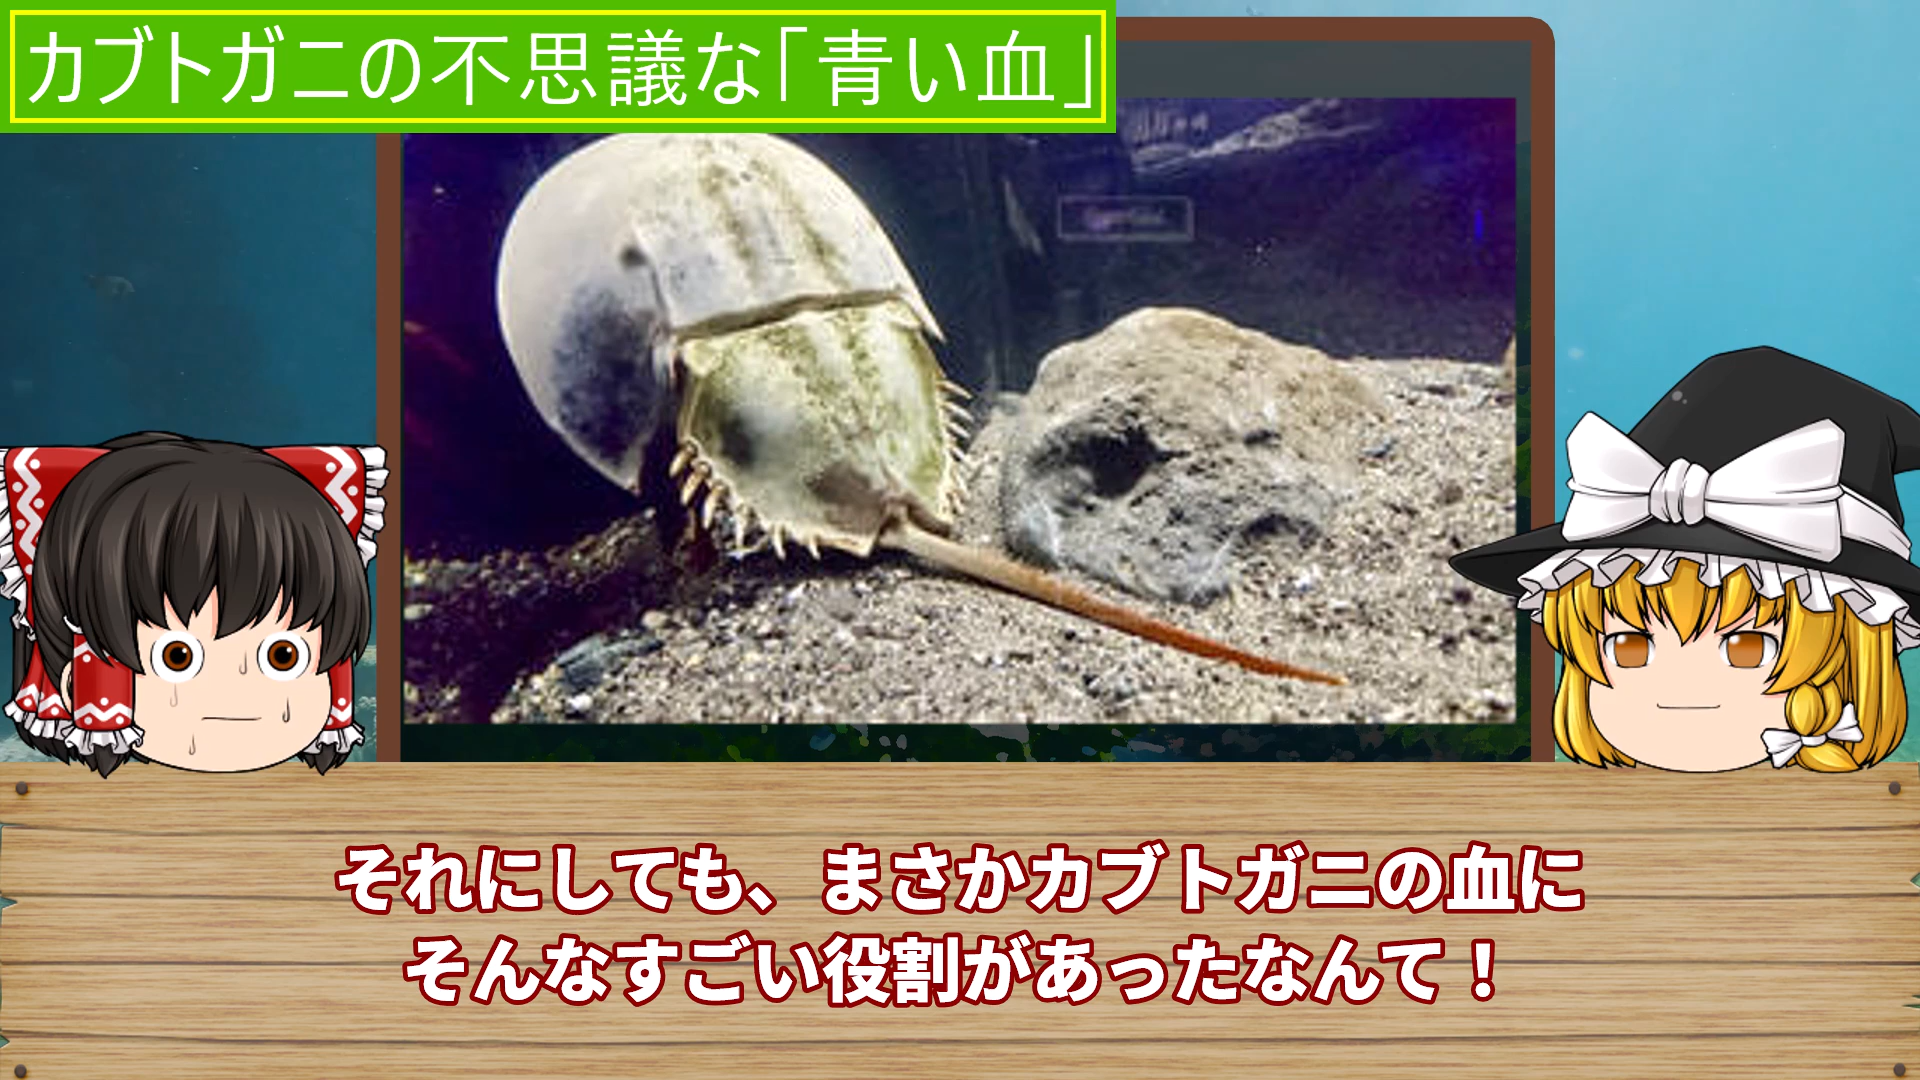 カブトガニの不思議な「青い血」
それにしても、まさかカブトガニの血に
そんなすごい役割があったなんて！